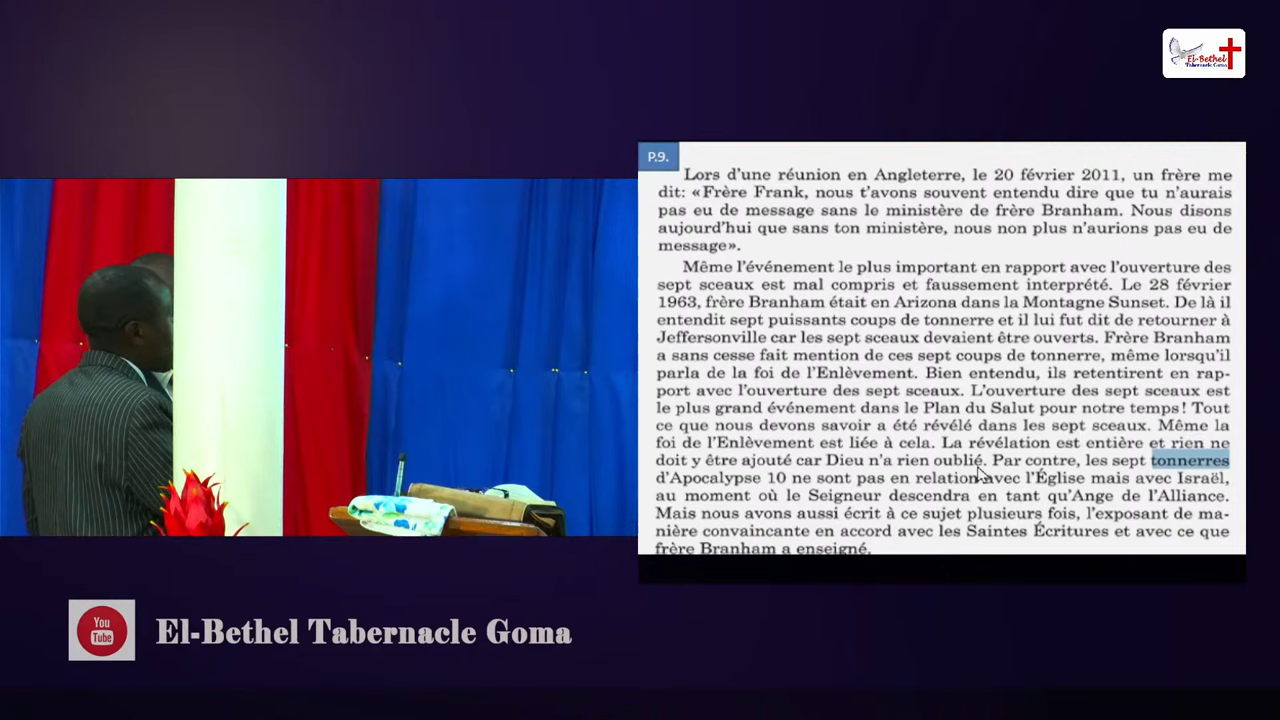 El-Bethel
Tabernacle Goma
P.9.
Lors d'une réunion en Angleterre, le 20 février 2011, un frère me
dit: «Frère Frank, nous t'avons souvent entendu dire que tu n'aurais
pas eu de message sans le ministère de frère Branham. Nous disons
aujourd'hui que sans ton ministère, nous non plus n'aurions pas eu de
message».
Même l'événement le plus important en rapport avec l'ouverture des
sept sceaux est mal compris et faussement interprété. Le 28 février
1963, frère Branham était en Arizona dans la Montagne Sunset. De là il
entendit sept puissants coups de tonnerre et il lui fut dit de retourner à
Jeffersonville car les sept sceaux devaient être ouverts. Frère Branham
a sans cesse fait mention de ces sept coups de tonnerre, même lorsqu'il
parla de la foi de l'Enlèvement. Bien entendu, ils retentirent en rap-
port avec l'ouverture des sept sceaux. L'ouverture des sept sceaux est
le plus grand événement dans le Plan du Salut pour notre temps! Tout
ce que nous devons savoir a été révélé dans les sept sceaux. Même la
foi de l'Enlèvement est liée à cela. La révélation est entière et rien ne
doit y être ajouté car Dieu n'a rien oublié. Par contre, les sept tonnerres
d'Apocalypse 10 ne sont pas en relation avec l'Église mais avec Israël,
au moment où le Seigneur descendra en tant qu'Ange de l'Alliance.
Mais nous avons aussi écrit à ce sujet plusieurs fois, l'exposant de ma-
nière convaincante en accord avec les Saintes Écritures et avec ce que
frère Branham a enseigné.
You
Tube
El-Bethel Tabernacle Goma